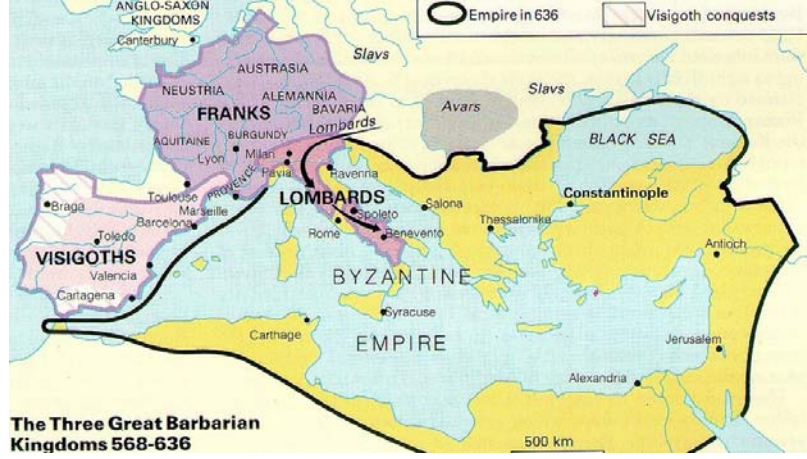 ANGLO-SAXON
KINGDOMS
Canterbury
Empire in 636
Visigoth conquests
Slavs
AUSTRASIA
NEUSTRIA
ALEMANNIA
Slavs
FRANKS
BAVARIA
Avars
Lombards
AQUITAINE
BURGUNDY
BLACK SEA
Lyon
Milan
Pavia
Ravenna
PROVENCE
Toulouse
LOMBARDS
Constantinople
Braga
Marseille
Spoleto
Salona
Barcelona
Rome
Thessalonike
Toledo
Benevento
Antioch
VISIGOTHS
Valencia
BYZANTINE
Cartagena
Syracuse
Carthage
EMPIRE
Jerusalem
Alexandria
The Three Great Barbarian
Kingdoms 568-636
500 km